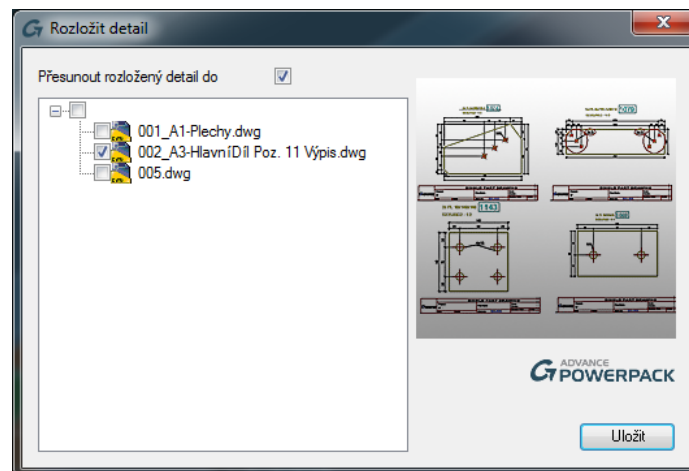 Rozložit detail
Přesunout rozložený detail do
001_A1-Plechy.dwg
002_A3-HlavníDíl Poz. 11 Výpis.dwg
005.dwg
ADVANCE
POWERPACK
Uložit